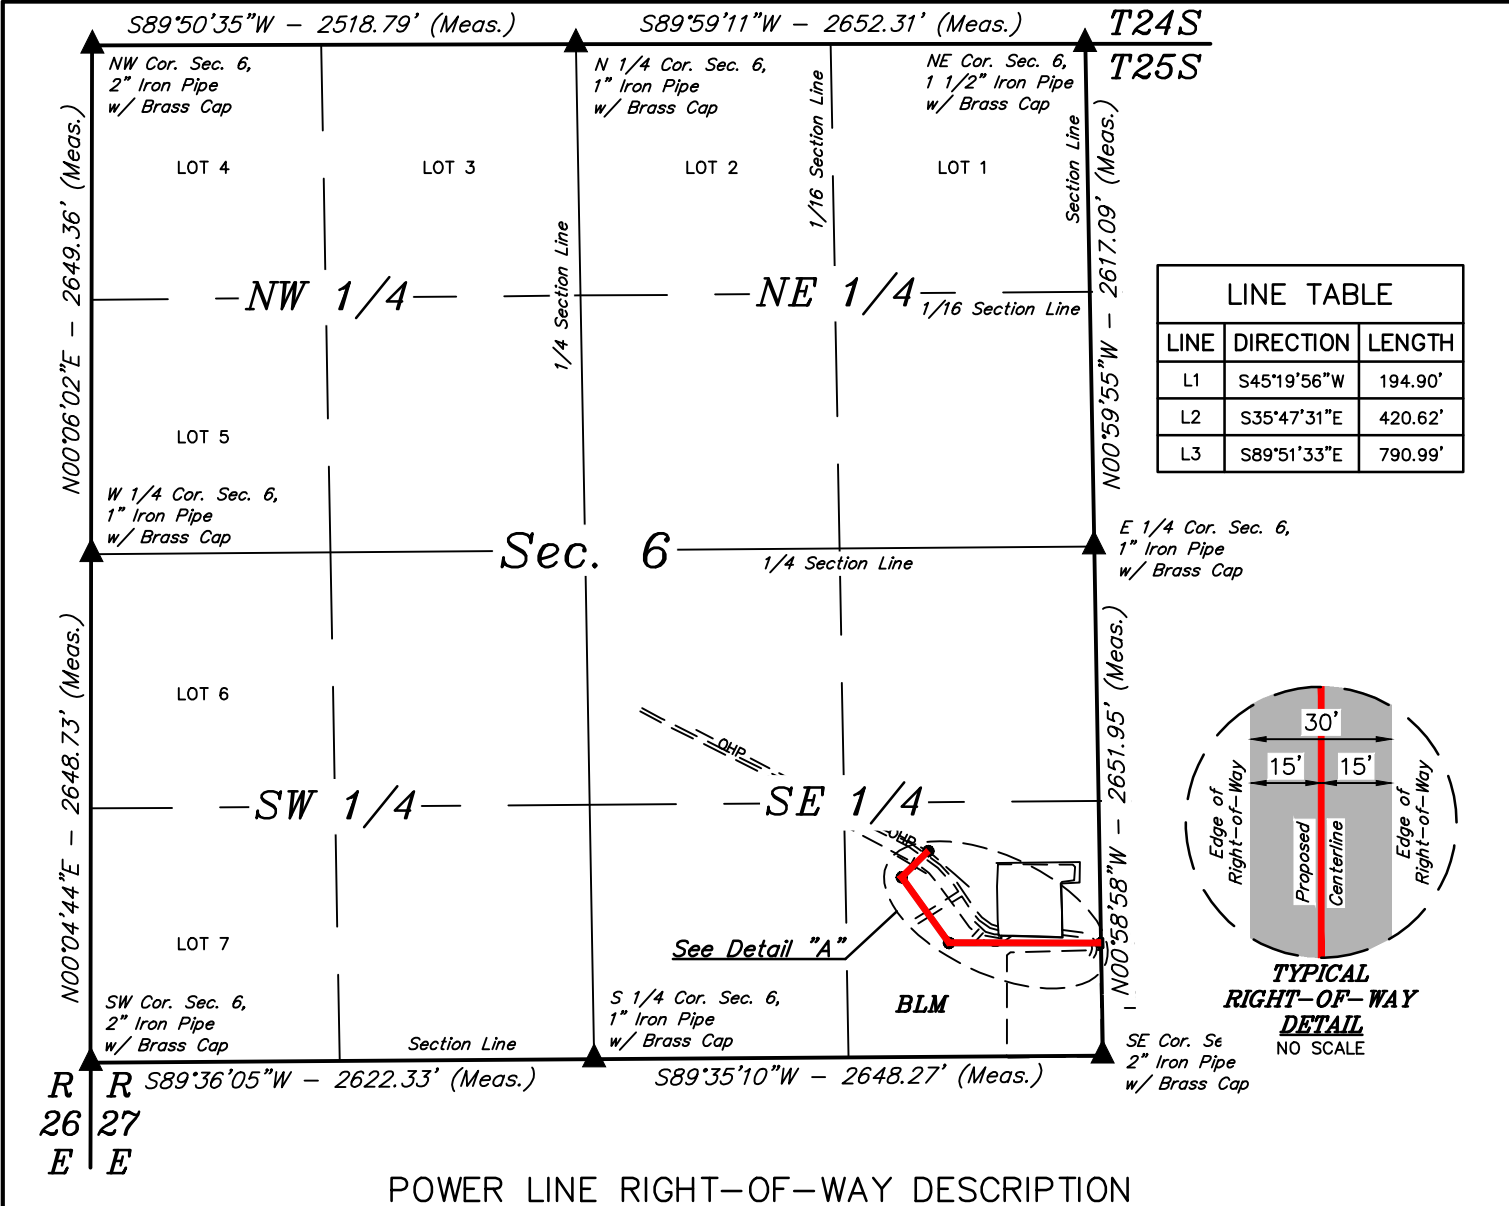 S89°50'35"W - 2518.79' (Meas.)
S89°59'11"W - 2652.31' (Meas.)
T24S
T25S
NW Cor. Sec. 6,
2" Iron Pipe
w/ Brass Cap
N 1/4 Cor. Sec. 6,
1" Iron Pipe
w/ Brass Cap
NE Cor. Sec. 6,
1 1/2" Iron Pipe
w/ Brass Cap
1/16 Section Line
Section Line
LOT 4
LOT 3
LOT 2
LOT 1
N00°06'02"E - 2649.36' (Meas.)
1/4 Section Line
N00°59'55"W - 2617.09' (Meas.)
NW 1/4
NE 1/4
1/16 Section Line
LINE TABLE
LINE DIRECTION LENGTH
L1 S45°19'56"W 194.90'
L2 S35°47'31"E 420.62'
L3 S89°51'33"E 790.99'
LOT 5
W 1/4 Cor. Sec. 6,
1" Iron Pipe
w/ Brass Cap
E 1/4 Cor. Sec. 6,
1" Iron Pipe
w/ Brass Cap
Sec. 6
1/4 Section Line
N00°04'44"E - 2648.73' (Meas.)
LOT 6
OHP
N00°58'58"W - 2651.95' (Meas.)
SW 1/4
SE 1/4
OHP
30'
15'
15'
Edge of
Right-of-Way
Proposed
Centerline
Edge of
Right-of-Way
LOT 7
See Detail "A"
BLM
TYPICAL
RIGHT-OF-WAY
DETAIL
NO SCALE
SW Cor. Sec. 6,
2" Iron Pipe
w/ Brass Cap
Section Line
S 1/4 Cor. Sec. 6,
1" Iron Pipe
w/ Brass Cap
SE Cor. Se
2" Iron Pipe
w/ Brass Cap
S89°36'05"W - 2622.33' (Meas.)
S89°35'10"W - 2648.27' (Meas.)
R R
26 27
E E
POWER LINE RIGHT-OF-WAY DESCRIPTION